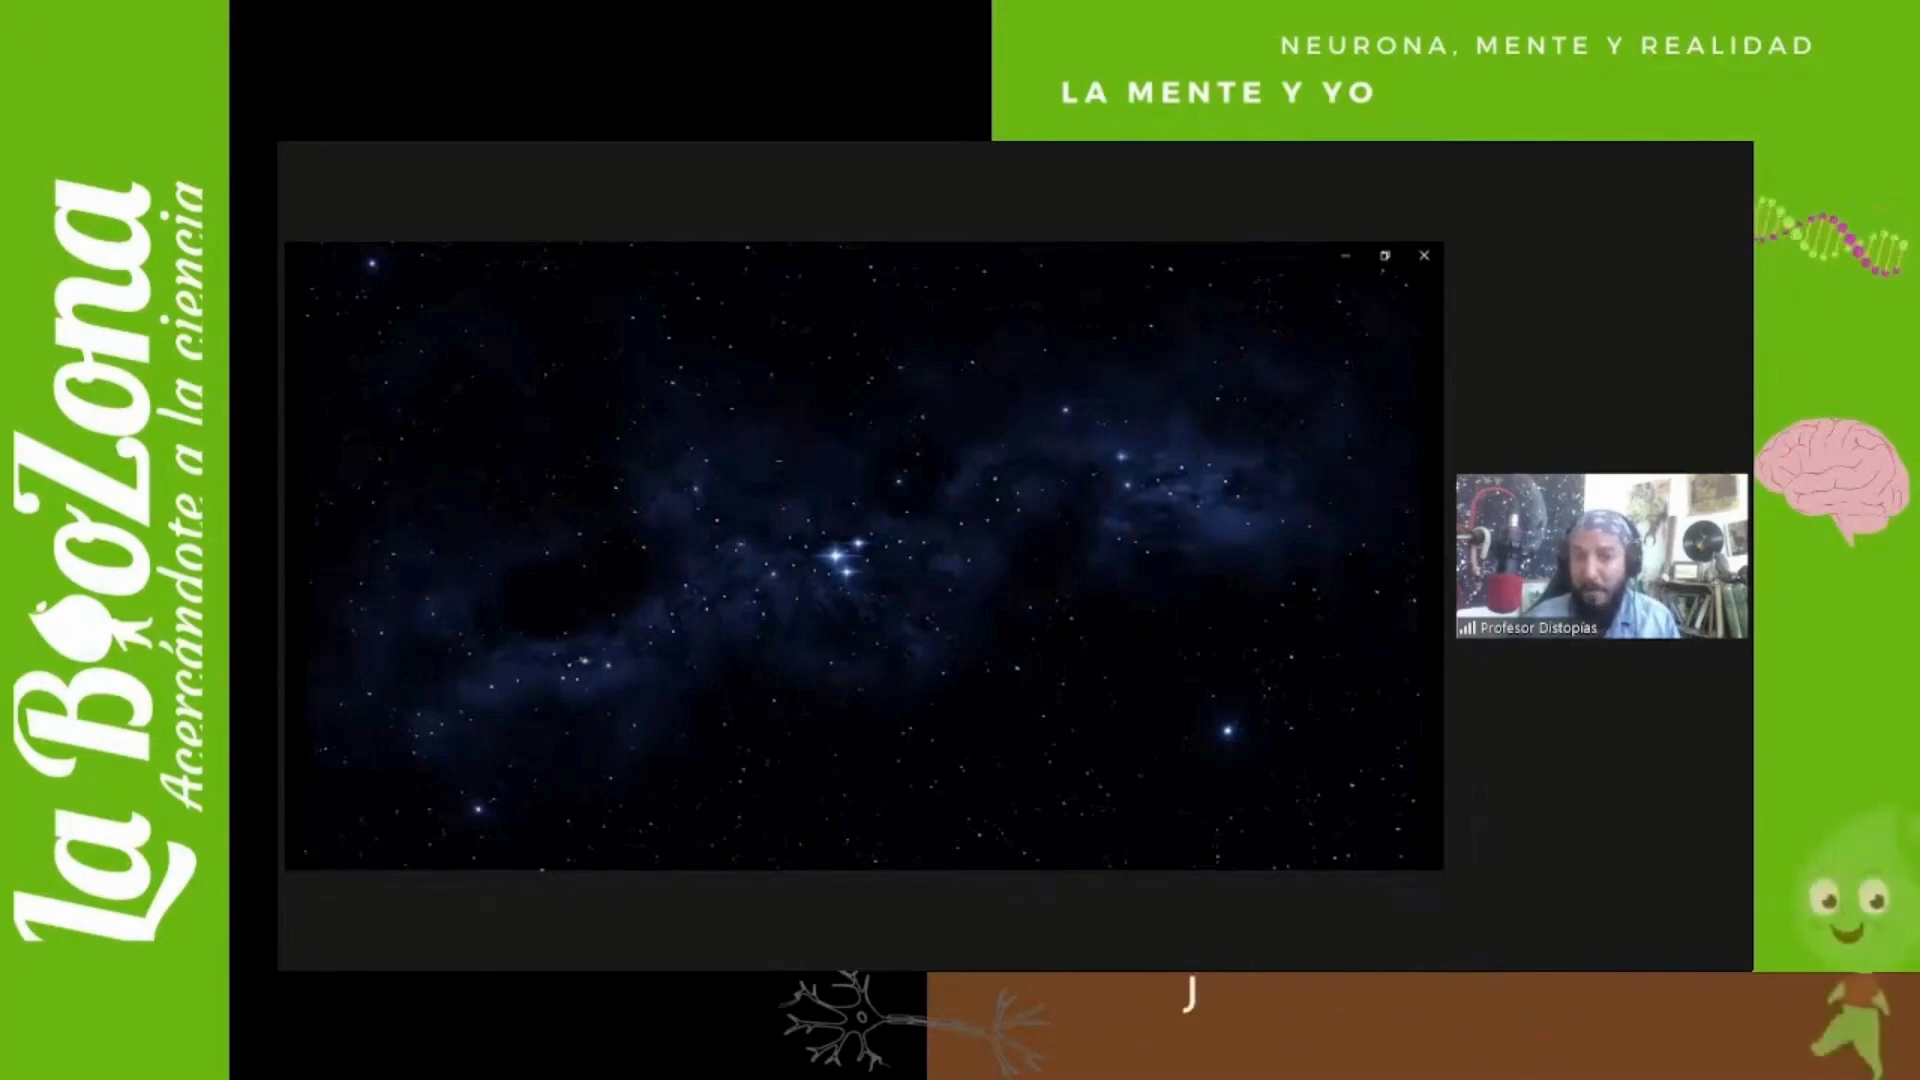 La BioZona
Acercándote a la ciencia
NEURONA, MENTE Y REALIDAD
LA MENTE Y YO
Profesor Distopías
J